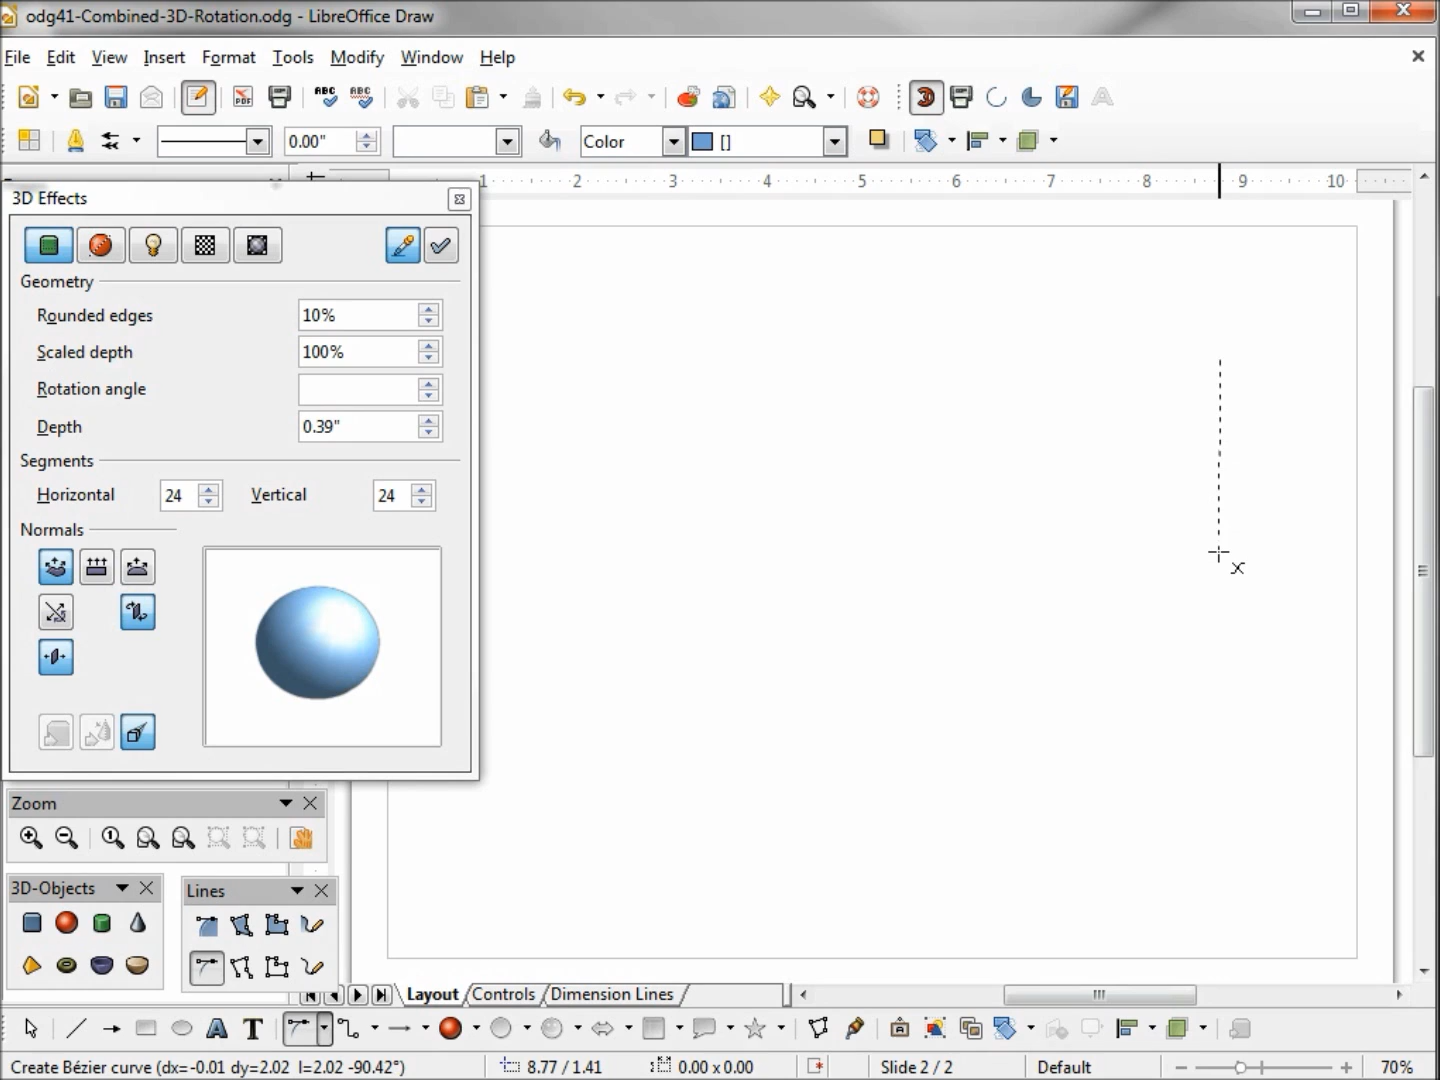 odg41-Combined-3D-Rotation.odg - LibreOffice Draw
File Edit View Insert Format Tools Modify Window Help
PDF ABC ABC
0.00" Color []
1 2 3 4 5 6 7 8 9 10
3D Effects
Geometry
Rounded edges 10%
Scaled depth 100%
Rotation angle
Depth 0.39"
Segments
Horizontal 24 Vertical 24
Normals
Zoom
3D-Objects
Lines
Layout Controls Dimension Lines
Create Bézier curve (dx=-0.01 dy=2.02 l=2.02 -90.42°) 8.77 / 1.41 0.00 x 0.00 Slide 2 / 2 Default 70%